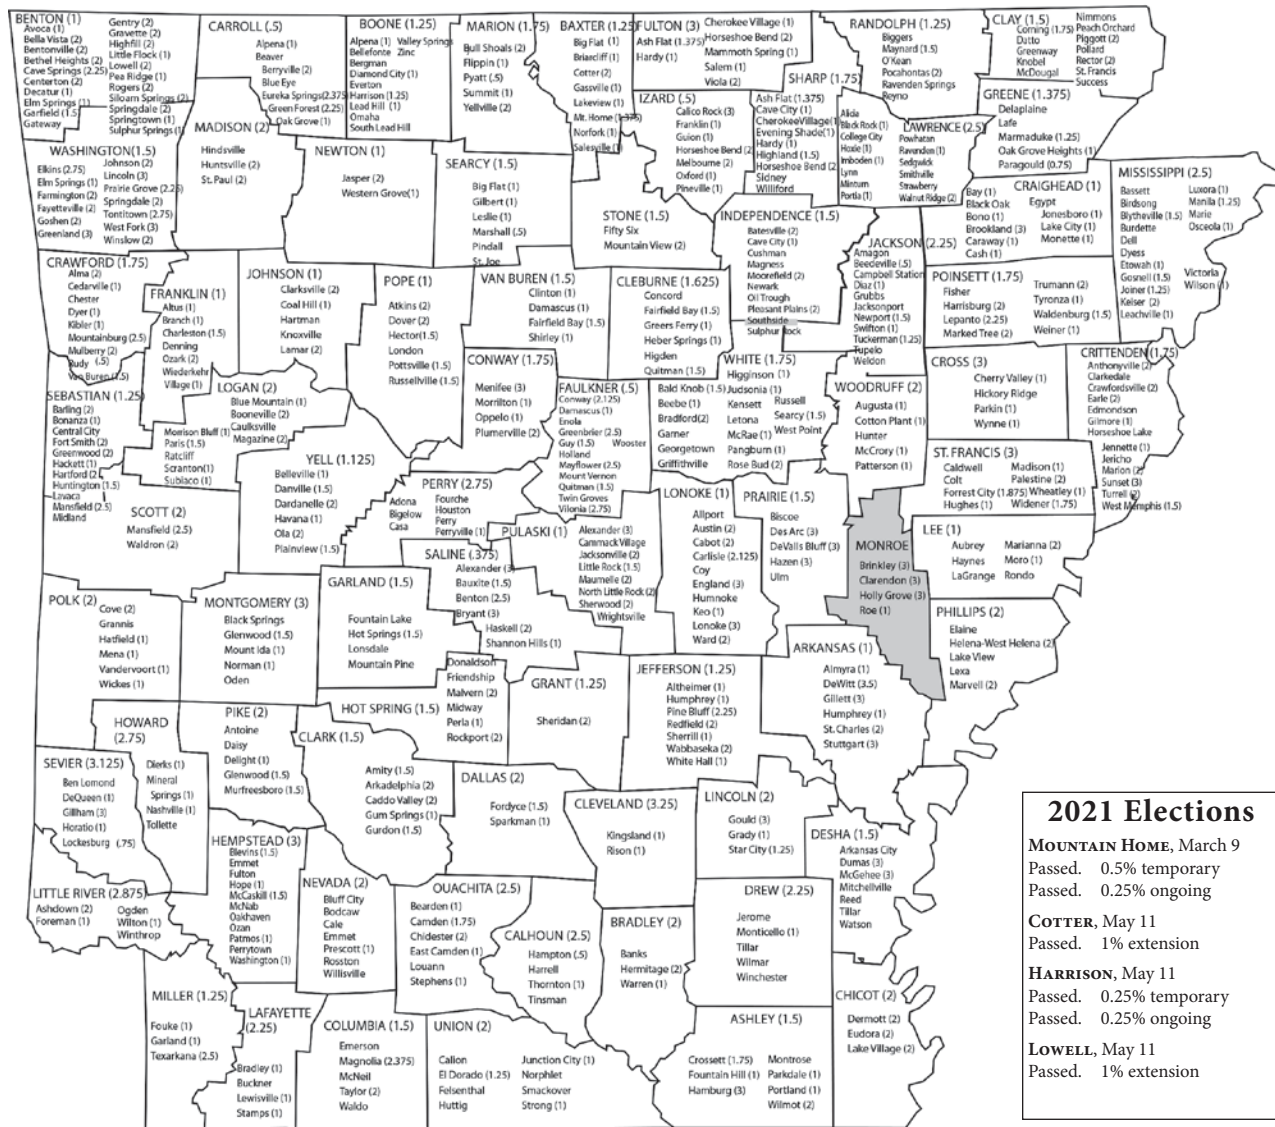 BENTON (1)
Avoca (1)
Bella Vista (2)
Bentonville (2)
Bethel Heights (2)
Cave Springs (2.25)
Centerton (2)
Decatur (1)
Elm Springs (1)
Garfield (1.5)
Gateway
Gentry (2)
Gravette (2)
Highfill (2)
Little Flock (1)
Lowell (2)
Pea Ridge (1)
Rogers (2)
Siloam Springs (2)
Springdale (2)
Springtown (1)
Sulphur Springs (1)
CARROLL (.5)
Alpena (1)
Beaver
Berryville (2)
Blue Eye
Eureka Springs(2.375)
Green Forest (2.25)
Oak Grove (1)
BOONE (1.25)
Alpena (1)
Bellefonte
Bergman
Diamond City (1)
Everton
Harrison (1.25)
Lead Hill (1)
Omaha
South Lead Hill
Valley Springs
Zinc
MARION (1.75)
Bull Shoals (2)
Flippin (1)
Pyatt (.5)
Summit (1)
Yellville (2)
BAXTER (1.25)
Big Flat (1)
Briarcliff (1)
Cotter (2)
Gassville (1)
Lakeview (1)
Mt. Home (1.375)
Norfork (1)
Salesville (1)
FULTON (3)
Ash Flat (1.375)
Hardy (1)
Cherokee Village (1)
Horseshoe Bend (2)
Mammoth Spring (1)
Salem (1)
Viola (2)
RANDOLPH (1.25)
Biggers
Maynard (1.5)
O'Kean
Pocahontas (2)
Ravenden Springs
Reyno
CLAY (1.5)
Corning (1.75)
Datto
Greenway
Knobel
McDougal
Nimmons
Peach Orchard
Piggott (2)
Pollard
Rector (2)
St. Francis
Success
GREENE (1.375)
Delaplaine
Lafe
Marmaduke (1.25)
Oak Grove Heights (1)
Paragould (0.75)
MADISON (2)
Hindsville
Huntsville (2)
St. Paul (2)
WASHINGTON(1.5)
Elkins (2.75)
Elm Springs (1)
Farmington (2)
Fayetteville (2)
Goshen (2)
Greenland (3)
Johnson (2)
Lincoln (3)
Prairie Grove (2.25)
Springdale (2)
Tontitown (2.75)
West Fork (3)
Winslow (2)
NEWTON (1)
Jasper (2)
Western Grove(1)
SEARCY (1.5)
Big Flat (1)
Gilbert (1)
Leslie (1)
Marshall (.5)
Pindall
St. Joe
IZARD (.5)
Calico Rock (3)
Franklin (1)
Guion (1)
Horseshoe Bend (2)
Melbourne (2)
Oxford (1)
Pineville (1)
SHARP (1.75)
Ash Flat (1.375)
Cave City (1)
CherokeeVillage(1)
Evening Shade(1)
Hardy (1)
Highland (1.5)
Horseshoe Bend (2)
Sidney
Williford
LAWRENCE (2.5)
Alicia
Black Rock (1)
College City
Hoxie (1)
Imboden (1)
Lynn
Minturn
Portia (1)
Powhatan
Ravenden (1)
Sedgwick
Smithville
Strawberry
Walnut Ridge (2)
STONE (1.5)
Fifty Six
Mountain View (2)
INDEPENDENCE (1.5)
Batesville (2)
Cave City (1)
Cushman
Magness
Moorefield (2)
Newark
Oil Trough
Pleasant Plains (2)
Southside
Sulphur Rock
JACKSON (2.25)
Amagon
Beedeville (.5)
Campbell Station
Diaz (1)
Grubbs
Jacksonport
Newport (1.5)
Swifton (1)
Tuckerman (1.25)
Tupelo
Weldon
CRAIGHEAD (1)
Bay (1)
Black Oak
Bono (1)
Brookland (3)
Caraway (1)
Cash (1)
Egypt
Jonesboro (1)
Lake City (1)
Monette (1)
MISSISSIPPI (2.5)
Bassett
Birdsong
Blytheville (1.5)
Burdette
Dell
Dyess
Etowah (1)
Gosnell (1.5)
Joiner (1.25)
Keiser (2)
Leachville (1)
Luxora (1)
Manila (1.25)
Marie
Osceola (1)
Victoria
Wilson (1)
CRAWFORD (1.75)
Alma (2)
Cedarville (1)
Chester
Dyer (1)
Kibler (1)
Mountainburg (2.5)
Mulberry (2)
Rudy (.5)
Van Buren (1.5)
FRANKLIN (1)
Altus (1)
Branch (1)
Charleston (1.5)
Denning
Ozark (2)
Wiederkehr
Village (1)
JOHNSON (1)
Clarksville (2)
Coal Hill (1)
Hartman
Knoxville
Lamar (2)
POPE (1)
Atkins (2)
Dover (2)
Hector(1.5)
London
Pottsville (1.5)
Russellville (1.5)
VAN BUREN (1.5)
Clinton (1)
Damascus (1)
Fairfield Bay (1.5)
Shirley (1)
CLEBURNE (1.625)
Concord
Fairfield Bay (1.5)
Greers Ferry (1)
Heber Springs (1)
Higden
Quitman (1.5)
POINSETT (1.75)
Fisher
Harrisburg (2)
Lepanto (2.25)
Marked Tree (2)
Trumann (2)
Tyronza (1)
Waldenburg (1.5)
Weiner (1)
CONWAY (1.75)
Menifee (3)
Morrilton (1)
Oppelo (1)
Plumerville (2)
FAULKNER (.5)
Conway (2.125)
Damascus (1)
Enola
Greenbrier (2.5)
Guy (1.5)
Wooster
Holland
Mayflower (2.5)
Mount Vernon
Quitman (1.5)
Twin Groves
Vilonia (2.75)
WHITE (1.75)
Bald Knob (1.5)
Beebe (1)
Bradford(2)
Garner
Georgetown
Griffithville
Higginson (1)
Judsonia (1)
Kensett
Letona
McRae (1)
Pangburn (1)
Rose Bud (2)
Russell
Searcy (1.5)
West Point
WOODRUFF (2)
Augusta (1)
Cotton Plant (1)
Hunter
McCrory (1)
Patterson (1)
CROSS (3)
Cherry Valley (1)
Hickory Ridge
Parkin (1)
Wynne (1)
CRITTENDEN (1.75)
Anthonyville (2)
Clarkedale
Crawfordsville (2)
Earle (2)
Edmondson
Gilmore (1)
Horseshoe Lake
Jennette (1)
Jericho
Marion (2)
Sunset (3)
Turrell (2)
West Memphis (1.5)
SEBASTIAN (1.25)
Barling (2)
Bonanza (1)
Central City
Fort Smith (2)
Greenwood (2)
Hackett (1)
Hartford (2)
Huntington (1.5)
Lavaca
Mansfield (2.5)
Midland
LOGAN (2)
Blue Mountain (1)
Booneville (2)
Caulksville
Magazine (2)
Morrison Bluff (1)
Paris (1.5)
Ratcliff
Scranton(1)
Subiaco (1)
YELL (1.125)
Belleville (1)
Danville (1.5)
Dardanelle (2)
Havana (1)
Ola (2)
Plainview (1.5)
PERRY (2.75)
Adona
Bigelow
Casa
Fourche
Houston
Perry
Perryville (1)
SCOTT (2)
Mansfield (2.5)
Waldron (2)
PULASKI (1)
Alexander (3)
Cammack Village
Jacksonville (2)
Little Rock (1.5)
Maumelle (2)
North Little Rock (2)
Sherwood (2)
Wrightsville
LONOKE (1)
Allport
Austin (2)
Cabot (2)
Carlisle (2.125)
Coy
England (3)
Humnoke
Keo (1)
Lonoke (3)
Ward (2)
PRAIRIE (1.5)
Biscoe
Des Arc (3)
DeValls Bluff (3)
Hazen (3)
Ulm
ST. FRANCIS (3)
Caldwell
Colt
Forrest City (1.875)
Hughes (1)
Madison (1)
Palestine (2)
Wheatley (1)
Widener (1.75)
MONROE
Brinkley (3)
Clarendon (3)
Holly Grove (3)
Roe (1)
LEE (1)
Aubrey
Haynes
LaGrange
Marianna (2)
Moro (1)
Rondo
PHILLIPS (2)
Elaine
Helena-West Helena (2)
Lake View
Lexa
Marvell (2)
POLK (2)
Cove (2)
Grannis
Hatfield (1)
Mena (1)
Vandervoort (1)
Wickes (1)
MONTGOMERY (3)
Black Springs
Glenwood (1.5)
Mount Ida (1)
Norman (1)
Oden
GARLAND (1.5)
Fountain Lake
Hot Springs (1.5)
Lonsdale
Mountain Pine
SALINE (.375)
Alexander (3)
Bauxite (1.5)
Benton (2.5)
Bryant (3)
Haskell (2)
Shannon Hills (1)
HOT SPRING (1.5)
Donaldson
Friendship
Malvern (2)
Midway
Perla (1)
Rockport (2)
GRANT (1.25)
Sheridan (2)
JEFFERSON (1.25)
Altheimer (1)
Humphrey (1)
Pine Bluff (2.25)
Redfield (2)
Sherrill (1)
Wabbaseka (2)
White Hall (1)
ARKANSAS (1)
Almyra (1)
DeWitt (3.5)
Gillett (3)
Humphrey (1)
St. Charles (2)
Stuttgart (3)
HOWARD
(2.75)
Dierks (1)
Mineral
Springs (1)
Nashville (1)
Tollette
PIKE (2)
Antoine
Daisy
Delight (1)
Glenwood (1.5)
Murfreesboro (1.5)
CLARK (1.5)
Amity (1.5)
Arkadelphia (2)
Caddo Valley (2)
Gum Springs (1)
Gurdon (1.5)
SEVIER (3.125)
Ben Lomond
DeQueen (1)
Gillham (3)
Horatio (1)
Lockesburg (.75)
DALLAS (2)
Fordyce (1.5)
Sparkman (1)
CLEVELAND (3.25)
Kingsland (1)
Rison (1)
LINCOLN (2)
Gould (3)
Grady (1)
Star City (1.25)
DESHA (1.5)
Arkansas City
Dumas (3)
McGehee (3)
Mitchellville
Reed
Tillar
Watson
HEMPSTEAD (3)
Blevins (1.5)
Emmet
Fulton
Hope (1)
McCaskill (1.5)
McNab
Oakhaven
Ozan
Patmos (1)
Perrytown
Washington (1)
LITTLE RIVER (2.875)
Ashdown (2)
Foreman (1)
Ogden
Wilton (1)
Winthrop
NEVADA (2)
Bluff City
Bodcaw
Cale
Emmet
Prescott (1)
Rosston
Willisville
OUACHITA (2.5)
Bearden (1)
Camden (1.75)
Chidester (2)
East Camden (1)
Louann
Stephens (1)
CALHOUN (2.5)
Hampton (.5)
Harrell
Thornton (1)
Tinsman
BRADLEY (2)
Banks
Hermitage (2)
Warren (1)
DREW (2.25)
Jerome
Monticello (1)
Tillar
Wilmar
Winchester
MILLER (1.25)
Fouke (1)
Garland (1)
Texarkana (2.5)
LAFAYETTE
(2.25)
Bradley (1)
Buckner
Lewisville (1)
Stamps (1)
COLUMBIA (1.5)
Emerson
Magnolia (2.375)
McNeil
Taylor (2)
Waldo
UNION (2)
Calion
El Dorado (1.25)
Felsenthal
Huttig
Junction City (1)
Norphlet
Smackover
Strong (1)
ASHLEY (1.5)
Crossett (1.75)
Fountain Hill (1)
Hamburg (3)
Montrose
Parkdale (1)
Portland (1)
Wilmot (2)
CHICOT (2)
Dermott (2)
Eudora (2)
Lake Village (2)
2021 Elections
MOUNTAIN HOME, March 9
Passed. 0.5% temporary
Passed. 0.25% ongoing
COTTER, May 11
Passed. 1% extension
HARRISON, May 11
Passed. 0.25% temporary
Passed. 0.25% ongoing
LOWELL, May 11
Passed. 1% extension